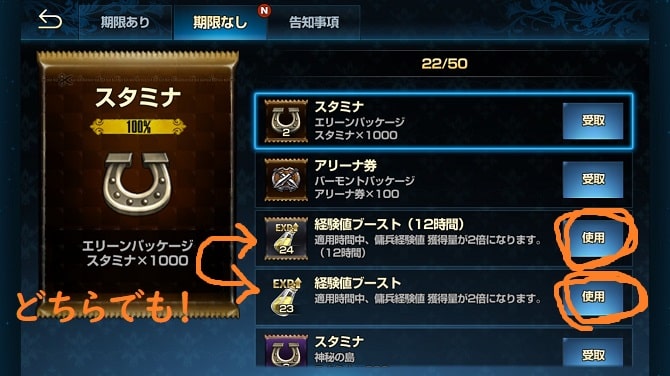 期限あり
期限なし
N
告知事項
22/50
スタミナ
100%
エリーンパッケージ
スタミナ×1000
どちらでも!
スタミナ
エリーンパッケージ
スタミナ×1000
2
受取
アリーナ券
バーモントパッケージ
アリーナ券×100
受取
経験値ブースト（12時間）
適用時間中、傭兵経験値 獲得量が2倍になります。
（12時間）
EXP
24
使用
経験値ブースト
適用時間中、傭兵経験値 獲得量が2倍になります。
EXP
23
使用
スタミナ
神秘の島
受取